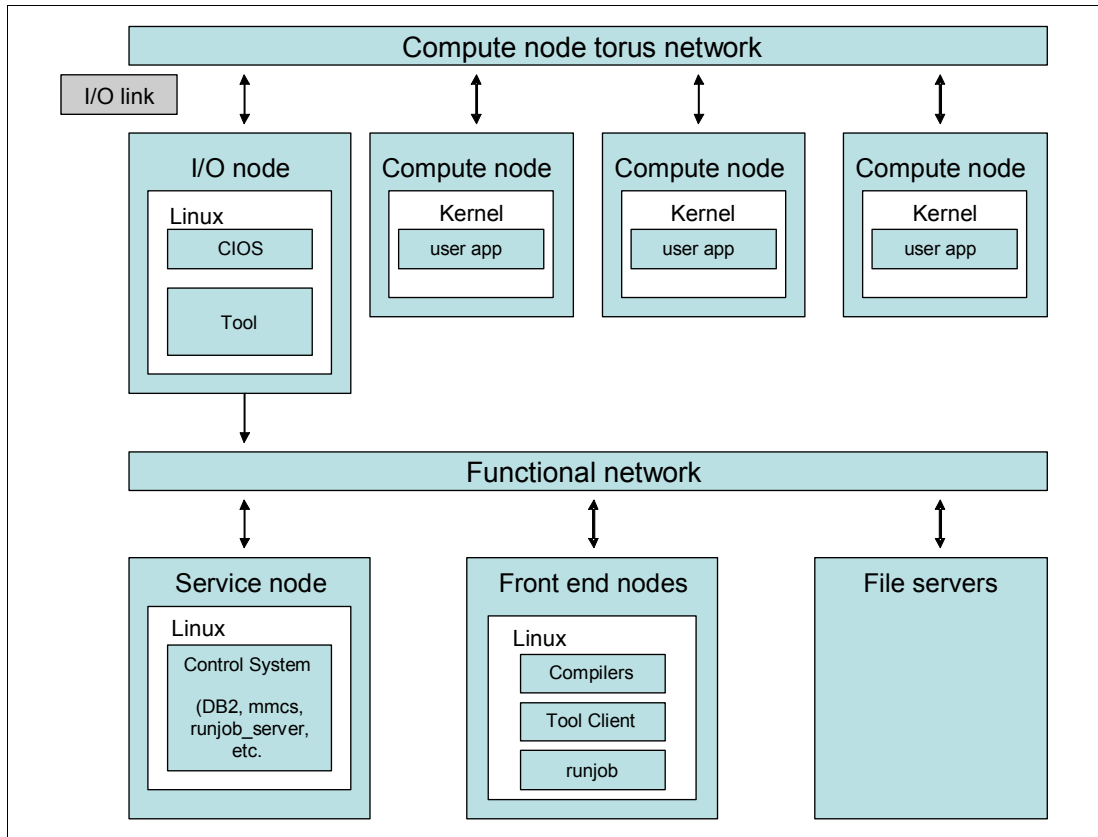 Compute node torus network
I/O link
I/O node
Linux
CIOS
Tool
Compute node
Kernel
user app
Compute node
Kernel
user app
Compute node
Kernel
user app
Functional network
Service node
Linux
Control System
(DB2, mmcs,
runjob_server,
etc.
Front end nodes
Linux
Compilers
Tool Client
runjob
File servers